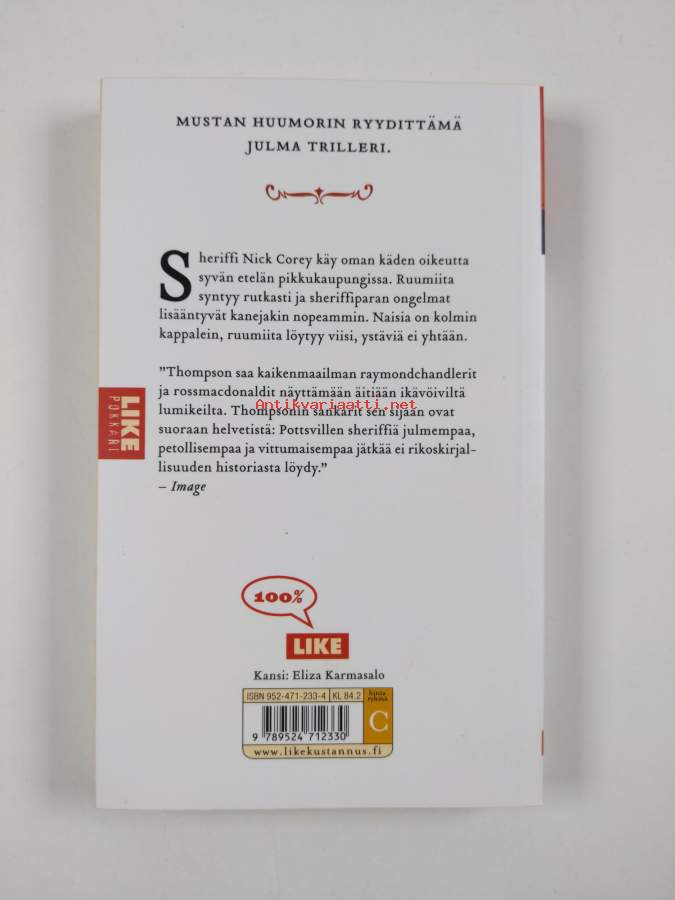 MUSTAN HUUMORIN RYYDITTÄMÄ
JULMA TRILLERI.
Sheriffi Nick Corey käy oman käden oikeutta
syvän etelän pikkukaupungissa. Ruumiita
syntyy rutkasti ja sheriffiparan ongelmat
lisääntyvät kanejakin nopeammin. Naisia on kolmin
kappalein, ruumiita löytyy viisi, ystäviä ei yhtään.
”Thompson saa kaikenmaailman raymondchandlerit
ja rossmacdonaldit näyttämään äitiään ikävöiviltä
lumikeilta. Thompsonin sankarit sen sijaan ovat
suoraan helvetistä: Pottsvillen sheriffiä julmempaa,
petollisempaa ja vittumaisempaa jätkää ei rikoskirjal-
lisuuden historiasta löydy.”
– Image
Antikvariaatti.net
LIKE
POKKARI
100%
LIKE
Kansi: Eliza Karmasalo
ISBN 952-471-233-4 KL 84.2
hintaryhmä
C
9 789524 712330
www.likekustannus.fi